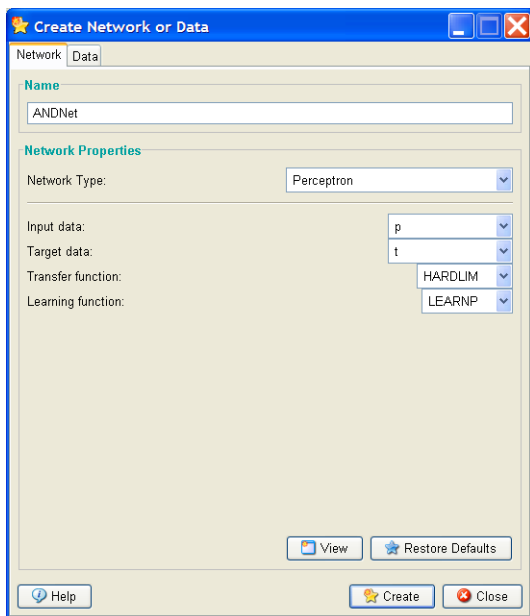 Create Network or Data
Network Data
Name
ANDNet
Network Properties
Network Type: Perceptron
Input data: p
Target data: t
Transfer function: HARDLIM
Learning function: LEARNP
View Restore Defaults
Help Create Close